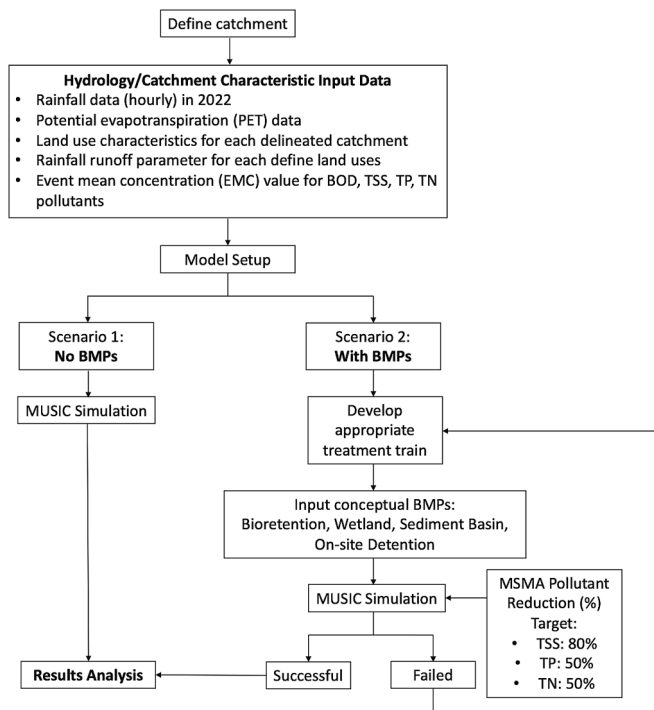 Define catchment
Hydrology/Catchment Characteristic Input Data
• Rainfall data (hourly) in 2022
• Potential evapotranspiration (PET) data
• Land use characteristics for each delineated catchment
• Rainfall runoff parameter for each define land uses
• Event mean concentration (EMC) value for BOD, TSS, TP, TN
pollutants
Model Setup
Scenario 1:
No BMPs
Scenario 2:
With BMPs
MUSIC Simulation
Develop
appropriate
treatment train
Input conceptual BMPs:
Bioretention, Wetland, Sediment Basin,
On-site Detention
MUSIC Simulation
MSMA Pollutant
Reduction (%)
Target:
• TSS: 80%
• TP: 50%
• TN: 50%
Results Analysis
Successful
Failed